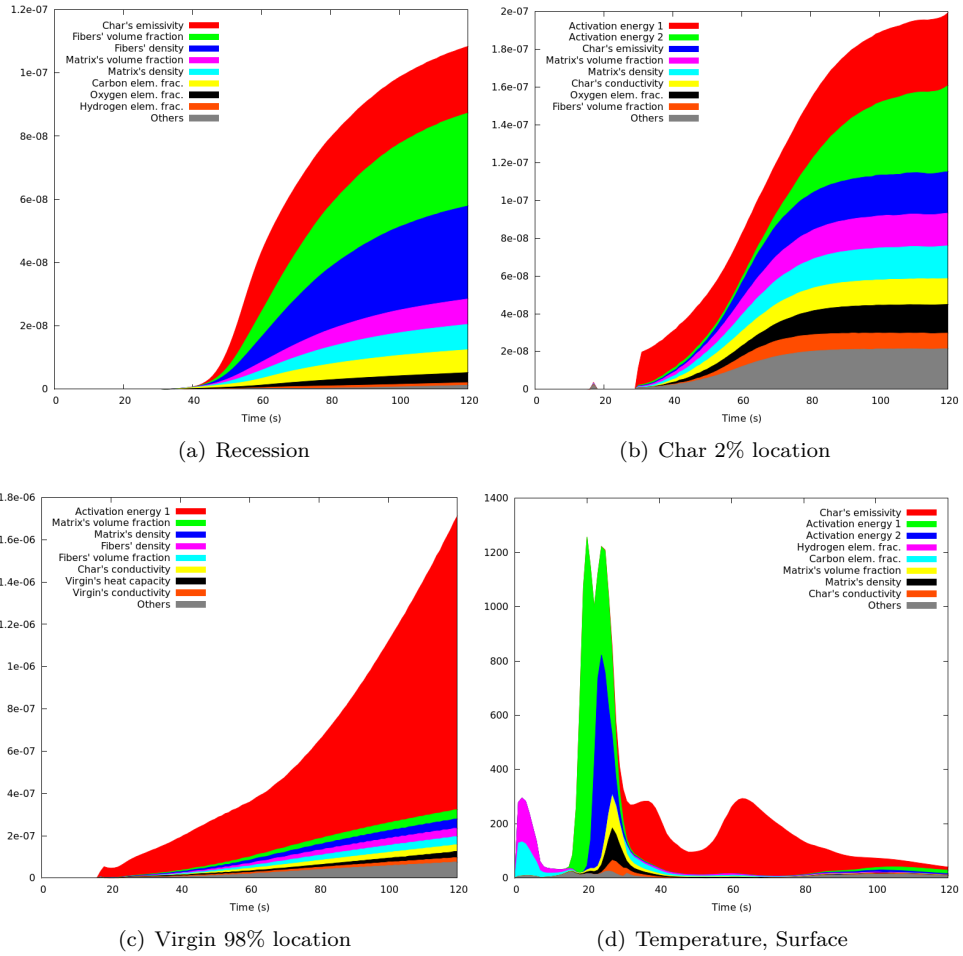 1.2e-07
1e-07
8e-08
6e-08
4e-08
2e-08
0
Char's emissivity
Fibers' volume fraction
Fibers' density
Matrix's volume fraction
Matrix's density
Carbon elem. frac.
Oxygen elem. frac.
Hydrogen elem. frac.
Others
0 20 40 60 80 100 120
Time (s)
(a) Recession
2e-07
1.8e-07
1.6e-07
1.4e-07
1.2e-07
1e-07
8e-08
6e-08
4e-08
2e-08
0
Activation energy 1
Activation energy 2
Char's emissivity
Matrix's volume fraction
Matrix's density
Char's conductivity
Oxygen elem. frac.
Fibers' volume fraction
Others
0 20 40 60 80 100 120
Time (s)
(b) Char 2% location
1.8e-06
1.6e-06
1.4e-06
1.2e-06
1e-06
8e-07
6e-07
4e-07
2e-07
0
Activation energy 1
Matrix's volume fraction
Matrix's density
Fibers' density
Fibers' volume fraction
Char's conductivity
Virgin's heat capacity
Virgin's conductivity
Others
0 20 40 60 80 100 120
Time (s)
(c) Virgin 98% location
1400
1200
1000
800
600
400
200
0
Char's emissivity
Activation energy 1
Activation energy 2
Hydrogen elem. frac.
Carbon elem. frac.
Matrix's volume fraction
Matrix's density
Char's conductivity
Others
0 20 40 60 80 100 120
Time (s)
(d) Temperature, Surface